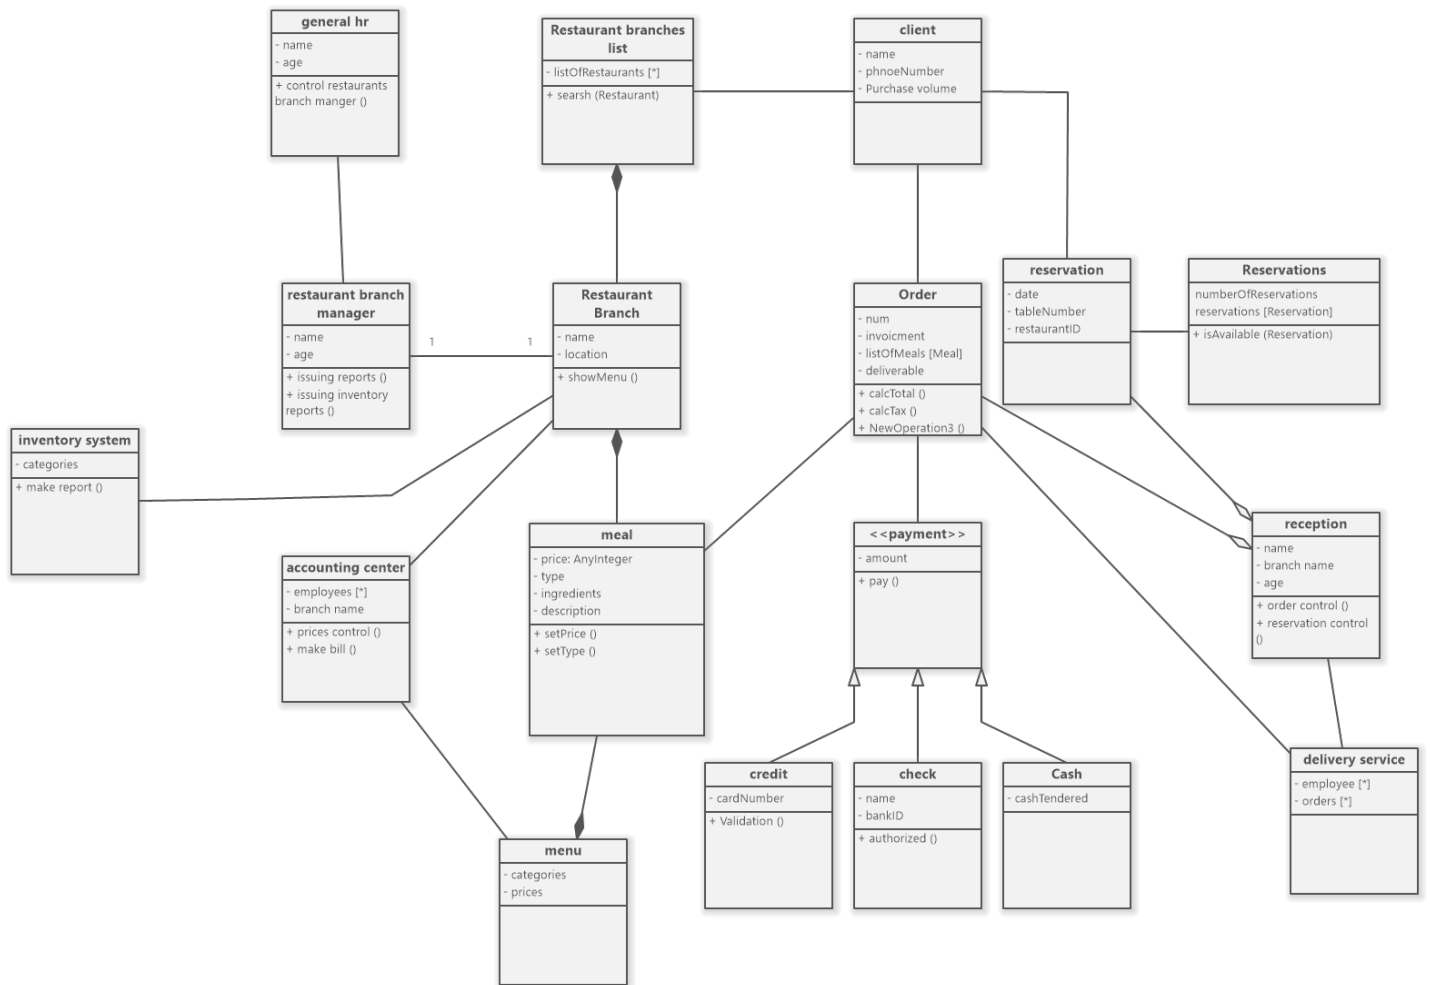 general hr
- name
- age
+ control restaurants
branch manger ()
Restaurant branches
list
- listOfRestaurants [*]
+ searsh (Restaurant)
client
- name
- phnoeNumber
- Purchase volume
restaurant branch
manager
- name
- age
+ issuing reports ()
+ issuing inventory
reports ()
1
1
Restaurant
Branch
- name
- location
+ showMenu ()
Order
- num
- invoicment
- listOfMeals [Meal]
- deliverable
+ calcTotal ()
+ calcTax ()
+ NewOperation3 ()
reservation
- date
- tableNumber
- restaurantID
Reservations
numberOfReservations
reservations [Reservation]
+ isAvailable (Reservation)
inventory system
- categories
+ make report ()
accounting center
- employees [*]
- branch name
+ prices control ()
+ make bill ()
meal
- price: AnyInteger
- type
- ingredients
- description
+ setPrice ()
+ setType ()
<<payment>>
- amount
+ pay ()
reception
- name
- branch name
- age
+ order control ()
+ reservation control
()
credit
- cardNumber
+ Validation ()
check
- name
- bankID
+ authorized ()
Cash
- cashTendered
delivery service
- employee [*]
- orders [*]
menu
- categories
- prices